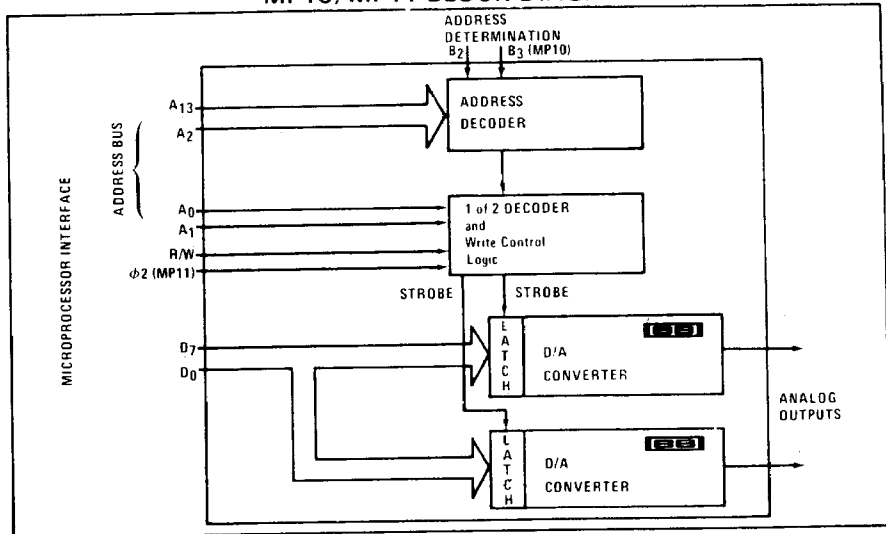 ADDRESS
DETERMINATION
B2 B3 (MP10)
A13
A2
ADDRESS
DECODER
ADDRESS BUS
MICROPROCESSOR INTERFACE
A0
A1
R/W
ϕ2 (MP11)
1 of 2 DECODER
and
Write Control
Logic
STROBE STROBE
D7
D0
LATCH
D/A
CONVERTER
ANALOG
OUTPUTS
LATCH
D/A
CONVERTER